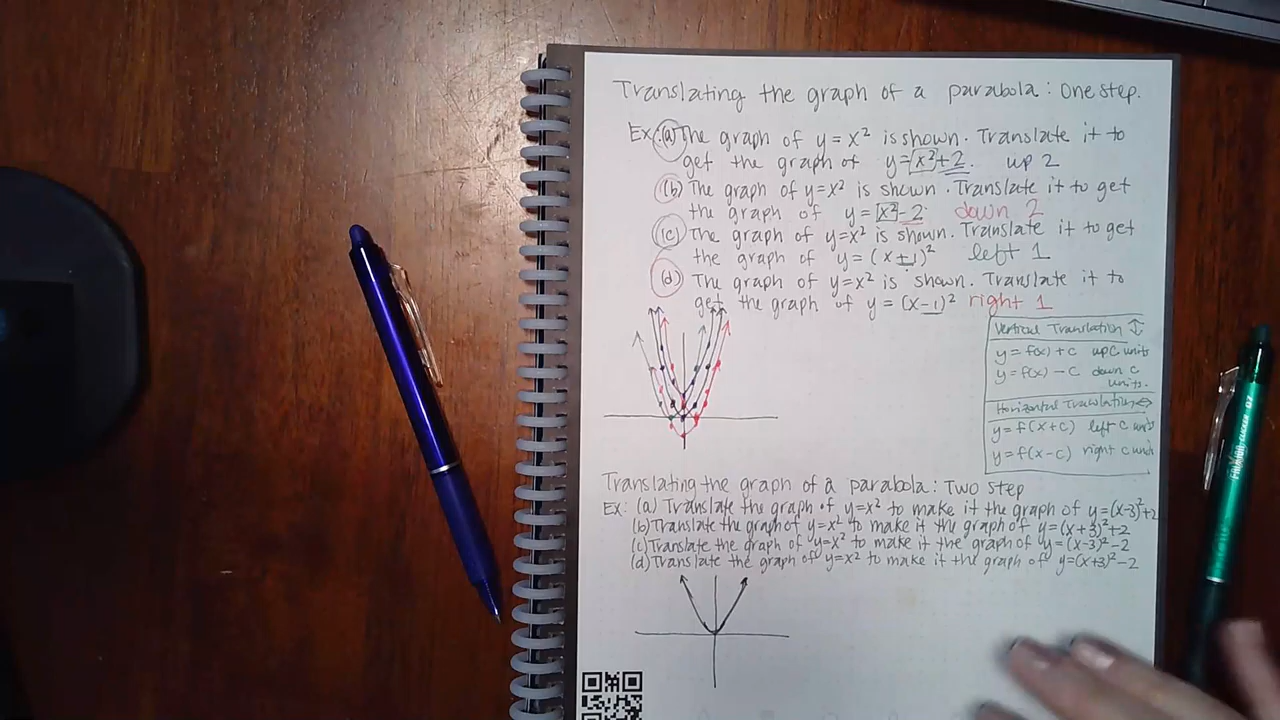 Translating the graph of a parabola: One step.
Ex: (a) The graph of y = x² is shown. Translate it to
get the graph of y = x² + 2. up 2
(b) The graph of y = x² is shown. Translate it to get
the graph of y = x² - 2. down 2
(c) The graph of y = x² is shown. Translate it to get
the graph of y = (x + 1)² left 1
(d) The graph of y = x² is shown. Translate it to
get the graph of y = (x - 1)² right 1
Vertical Translation ↕
y = f(x) + c up c units
y = f(x) - c down c
units.
Horizontal Translation ↔
y = f(x+c) left c units
y = f(x-c) right c units
Translating the graph of a parabola: Two step
Ex: (a) Translate the graph of y = x² to make it the graph of y = (x-3)² + 2
(b) Translate the graph of y = x² to make it the graph of y = (x+3)² + 2
(c) Translate the graph of y = x² to make it the graph of y = (x-3)² - 2
(d) Translate the graph of y = x² to make it the graph of y = (x+3)² - 2